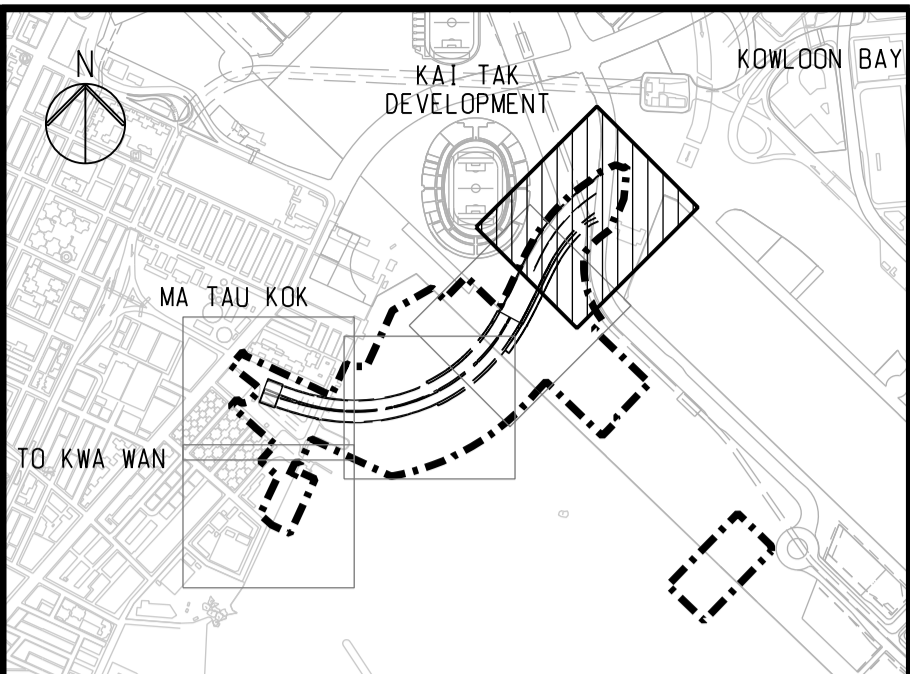 N
KAI TAK
DEVELOPMENT
KOWLOON BAY
MA TAU KOK
TO KWA WAN